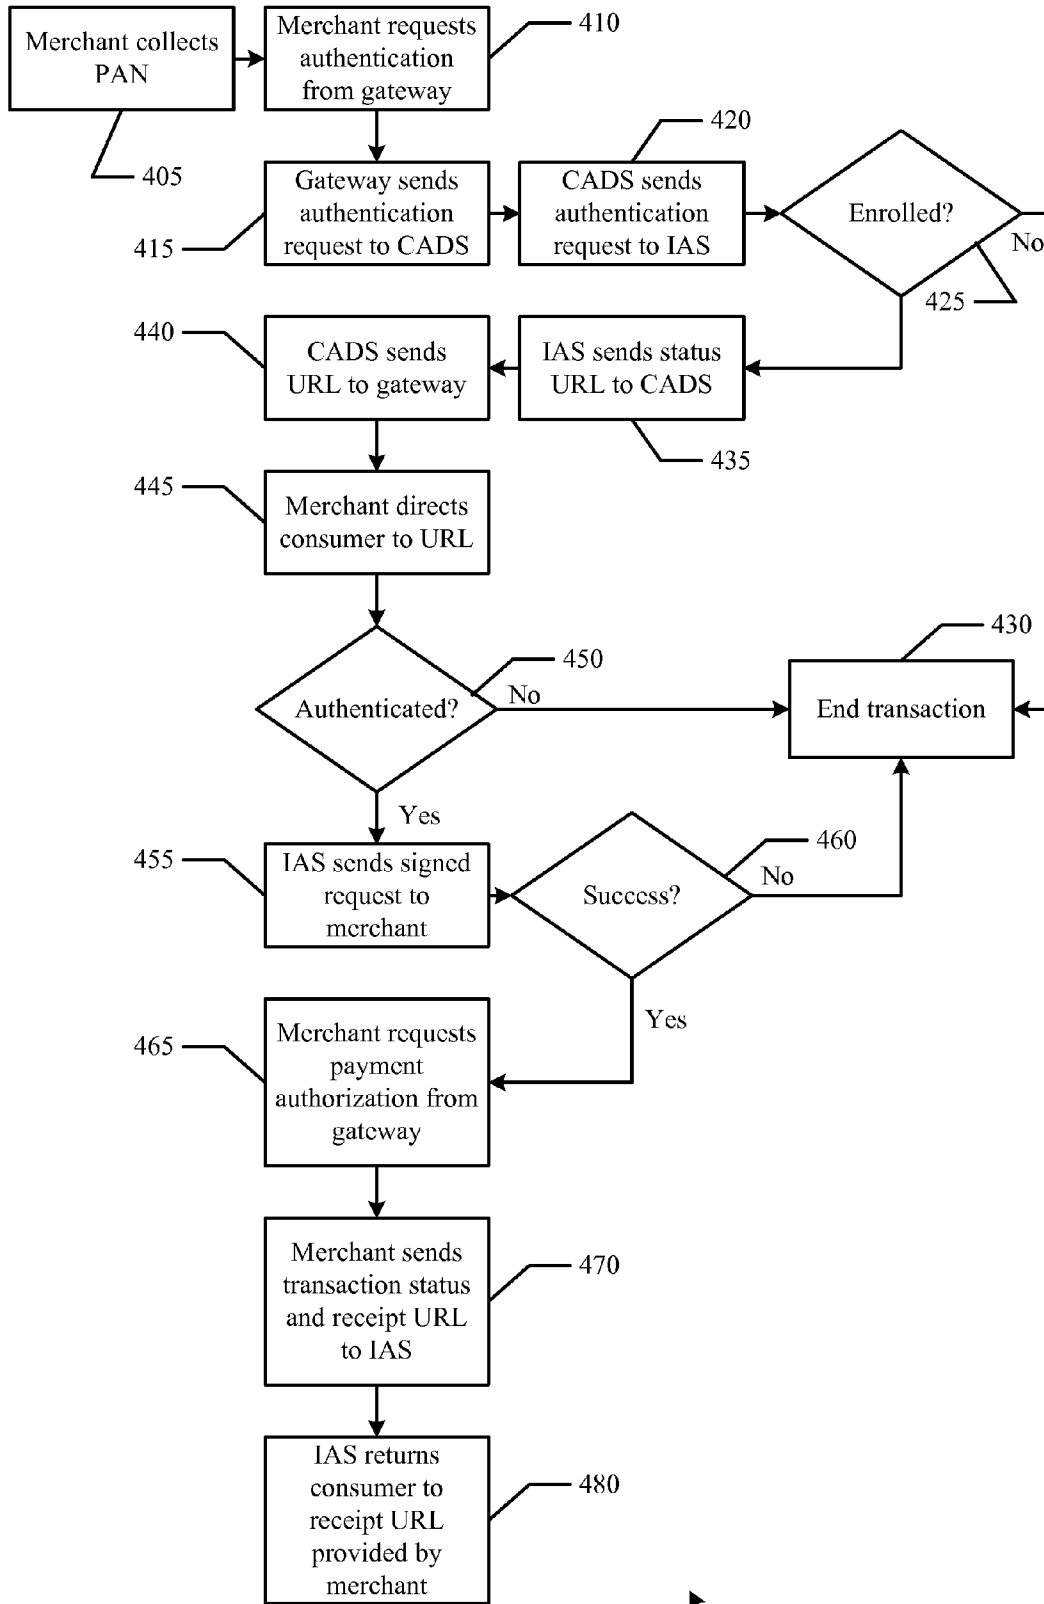 Merchant collects
PAN
405
Merchant requests
authentication
from gateway
410
Gateway sends
authentication
request to CADS
415
CADS sends
authentication
request to IAS
420
Enrolled?
No
425
IAS sends status
URL to CADS
435
CADS sends
URL to gateway
440
Merchant directs
consumer to URL
445
Authenticated?
450
No
Yes
End transaction
430
IAS sends signed
request to
merchant
455
Success?
460
No
Yes
Merchant requests
payment
authorization from
gateway
465
Merchant sends
transaction status
and receipt URL
to IAS
470
IAS returns
consumer to
receipt URL
provided by
merchant
480